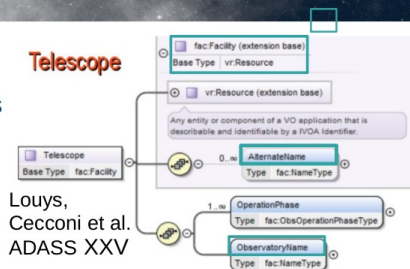 Telescope
fac:Facility (extension base)
Base Type vr:Resource
s
vr:Resource (extension base)
Any entity or component of a VO application that is
describable and identifiable by a IVOA Identifier.
Telescope
Base Type fac:Facility
0..∞
AlternateName
Type fac:NameType
Louys,
Cecconi et al.
ADASS XXV
1..∞
OperationPhase
Type fac:ObsOperationPhaseType
ObservatoryName
Type fac:NameType